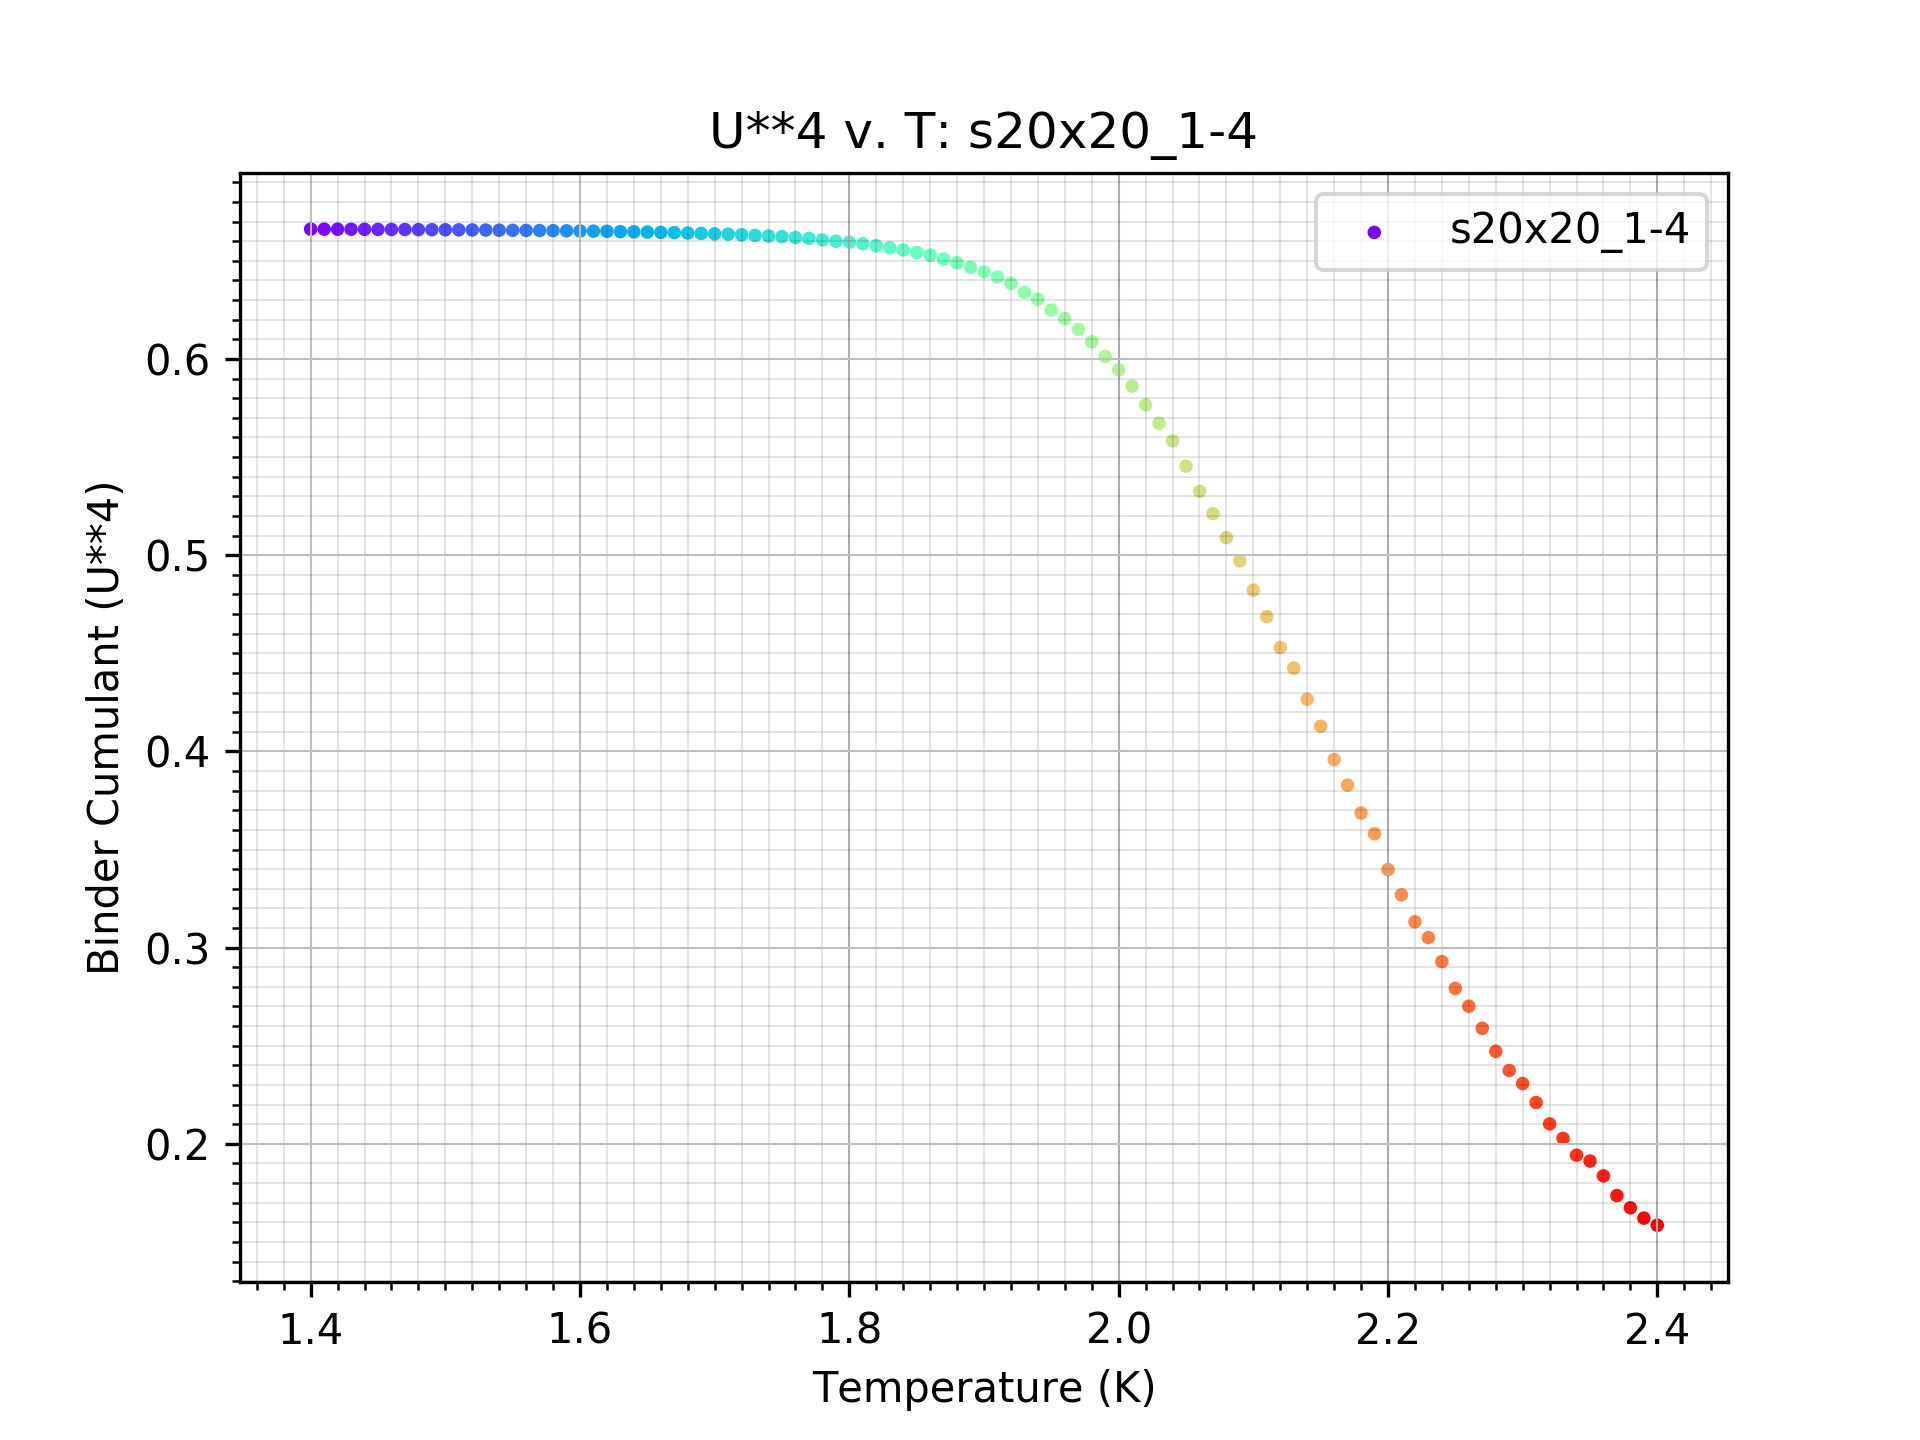 U**4 v. T: s20x20_1-4
s20x20_1-4
Binder Cumulant (U**4)
0.6
0.5
0.4
0.3
0.2
1.4 1.6 1.8 2.0 2.2 2.4
Temperature (K)